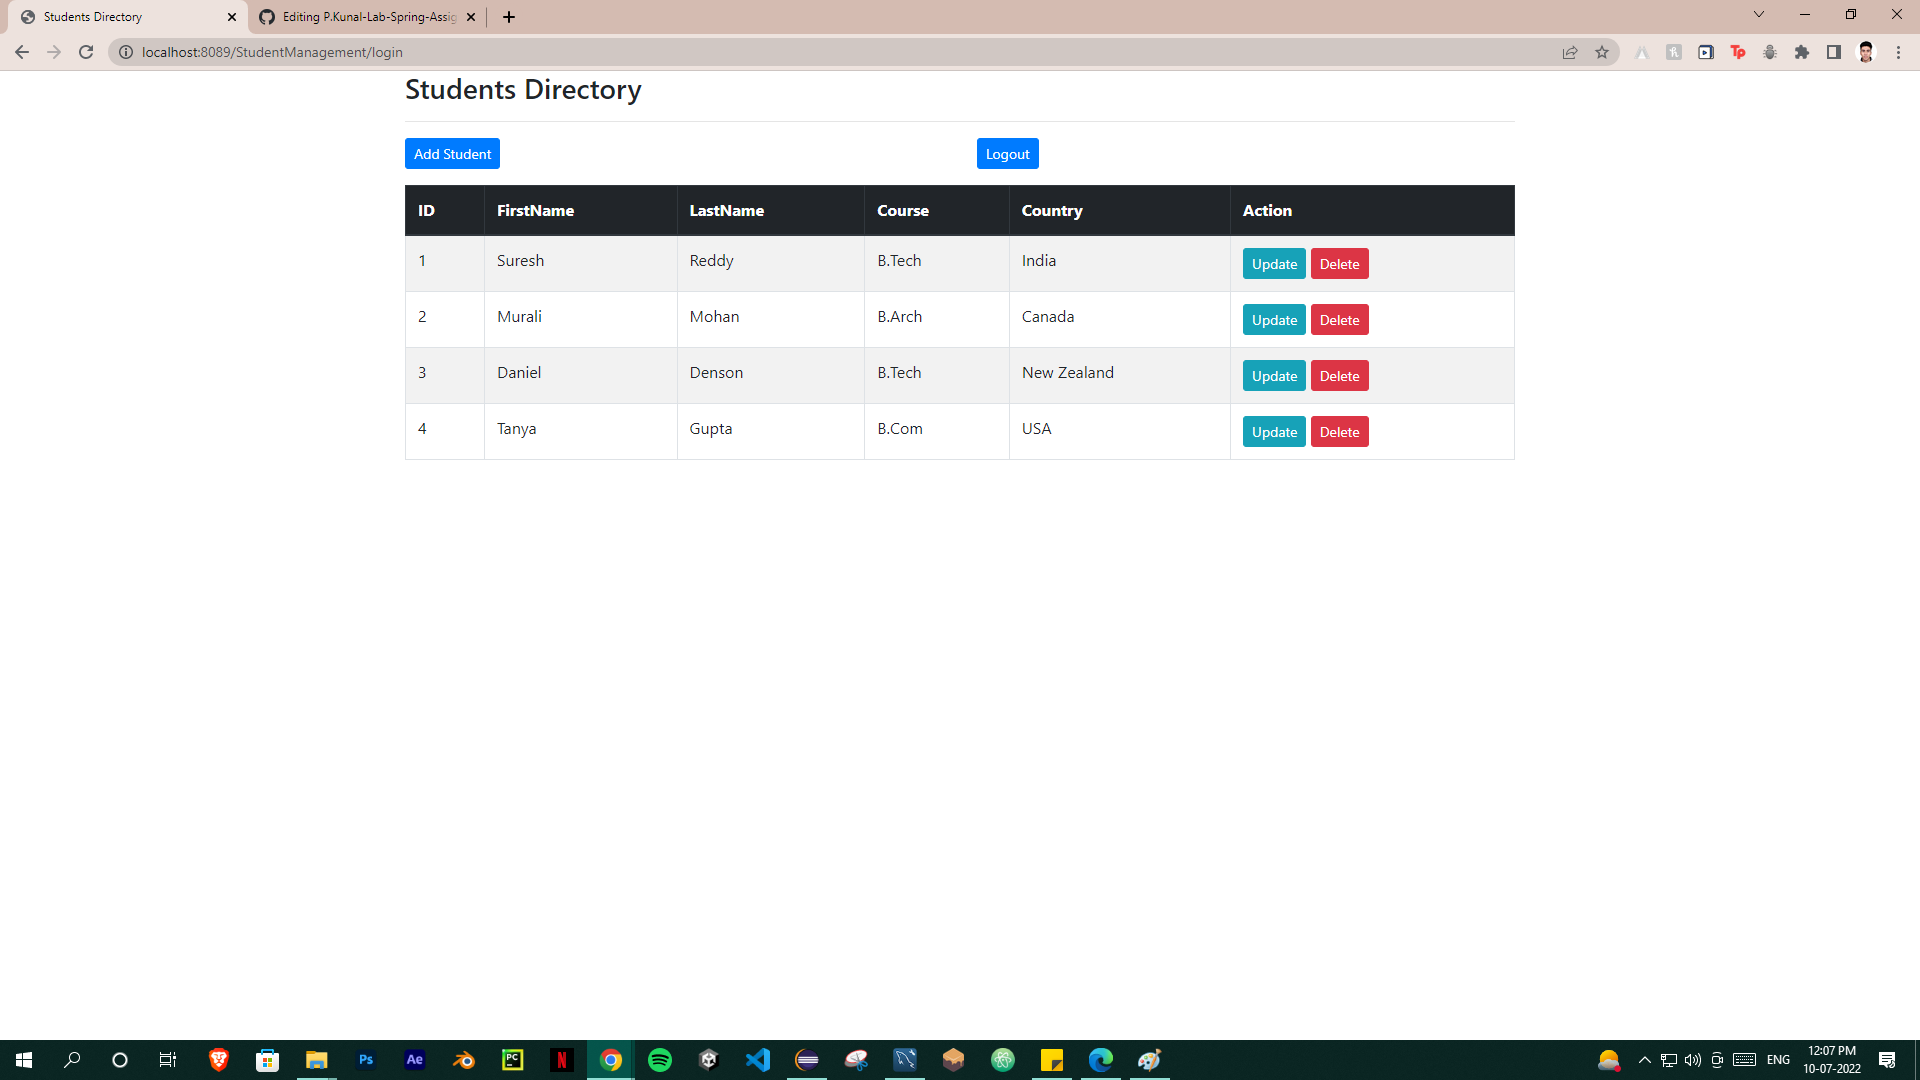 Students Directory
Editing P.Kunal-Lab-Spring-Assig
localhost:8089/StudentManagement/login
Students Directory
Add Student Logout
ID FirstName LastName Course Country Action
1 Suresh Reddy B.Tech India Update Delete
2 Murali Mohan B.Arch Canada Update Delete
3 Daniel Denson B.Tech New Zealand Update Delete
4 Tanya Gupta B.Com USA Update Delete
Ps Ae PC N
ENG
12:07 PM
10-07-2022